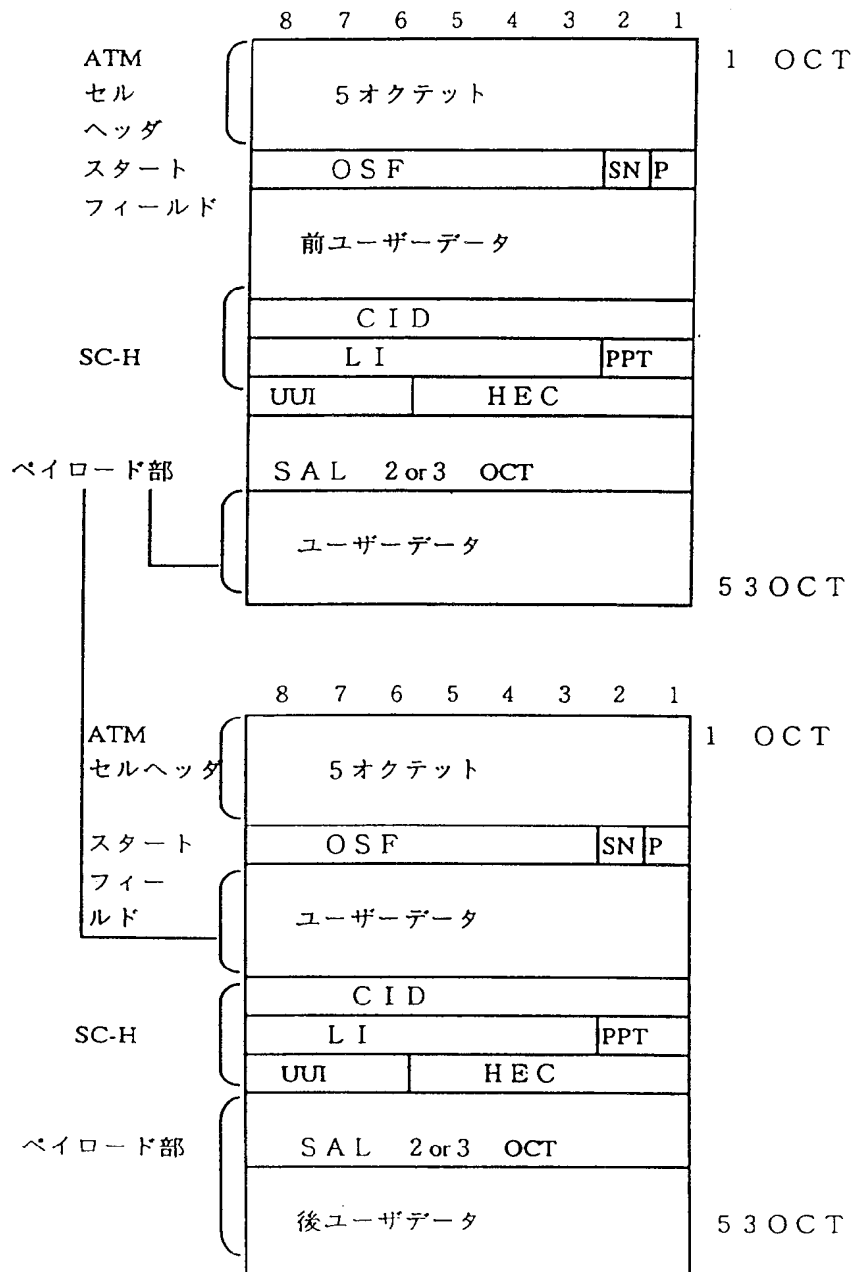 8 7 6 5 4 3 2 1
ATM
セル
ヘッダ
5オクテット
1 OCT
スタート
フィールド
OSF SN P
前ユーザーデータ
SC-H
CID
LI PPT
UUI HEC
ペイロード部
SAL 2 or 3 OCT
ユーザーデータ
53OCT
8 7 6 5 4 3 2 1
ATM
セルヘッダ
5オクテット
1 OCT
スタート
フィー
ルド
OSF SN P
ユーザーデータ
SC-H
CID
LI PPT
UUI HEC
ペイロード部
SAL 2 or 3 OCT
後ユーザデータ
53OCT